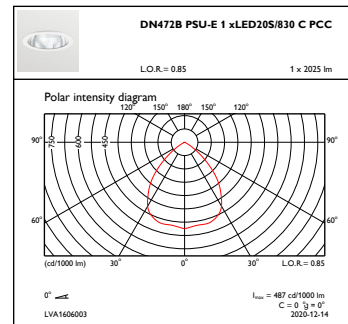 DN472B PSU-E 1 xLED20S/830 C PCC
L.O.R.= 0.85 1 x 2025 lm
Polar intensity diagram
120° 150° 180° 150° 120°
90° 750 600 450 90°
60° 60°
(cd/1000 lm) 30° 0° 30° L.O.R.= 0.85
0° Imax = 487 cd/1000 lm
C = 0 °g = 0°
LVA1606003 2020-12-14